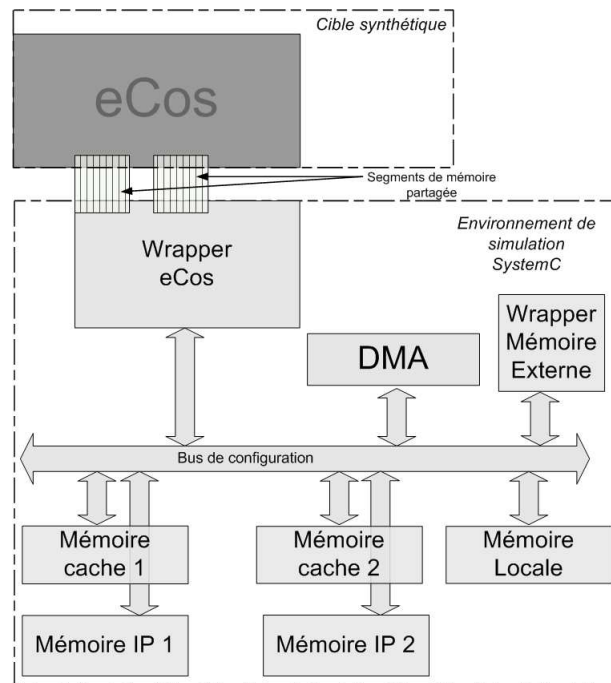 Cible synthétique
eCos
Segments de mémoire
partagée
Environnement de
simulation
SystemC
Wrapper
eCos
Wrapper
Mémoire
Externe
DMA
Bus de configuration
Mémoire
cache 1
Mémoire
cache 2
Mémoire
Locale
Mémoire IP 1
Mémoire IP 2